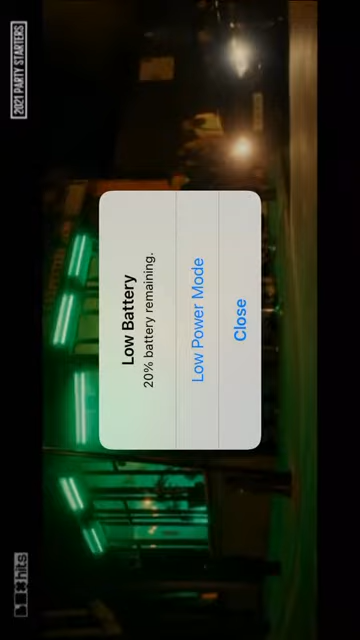 2021 PARTY STARTERS
Low Battery
20% battery remaining.
Low Power Mode
Close
hits